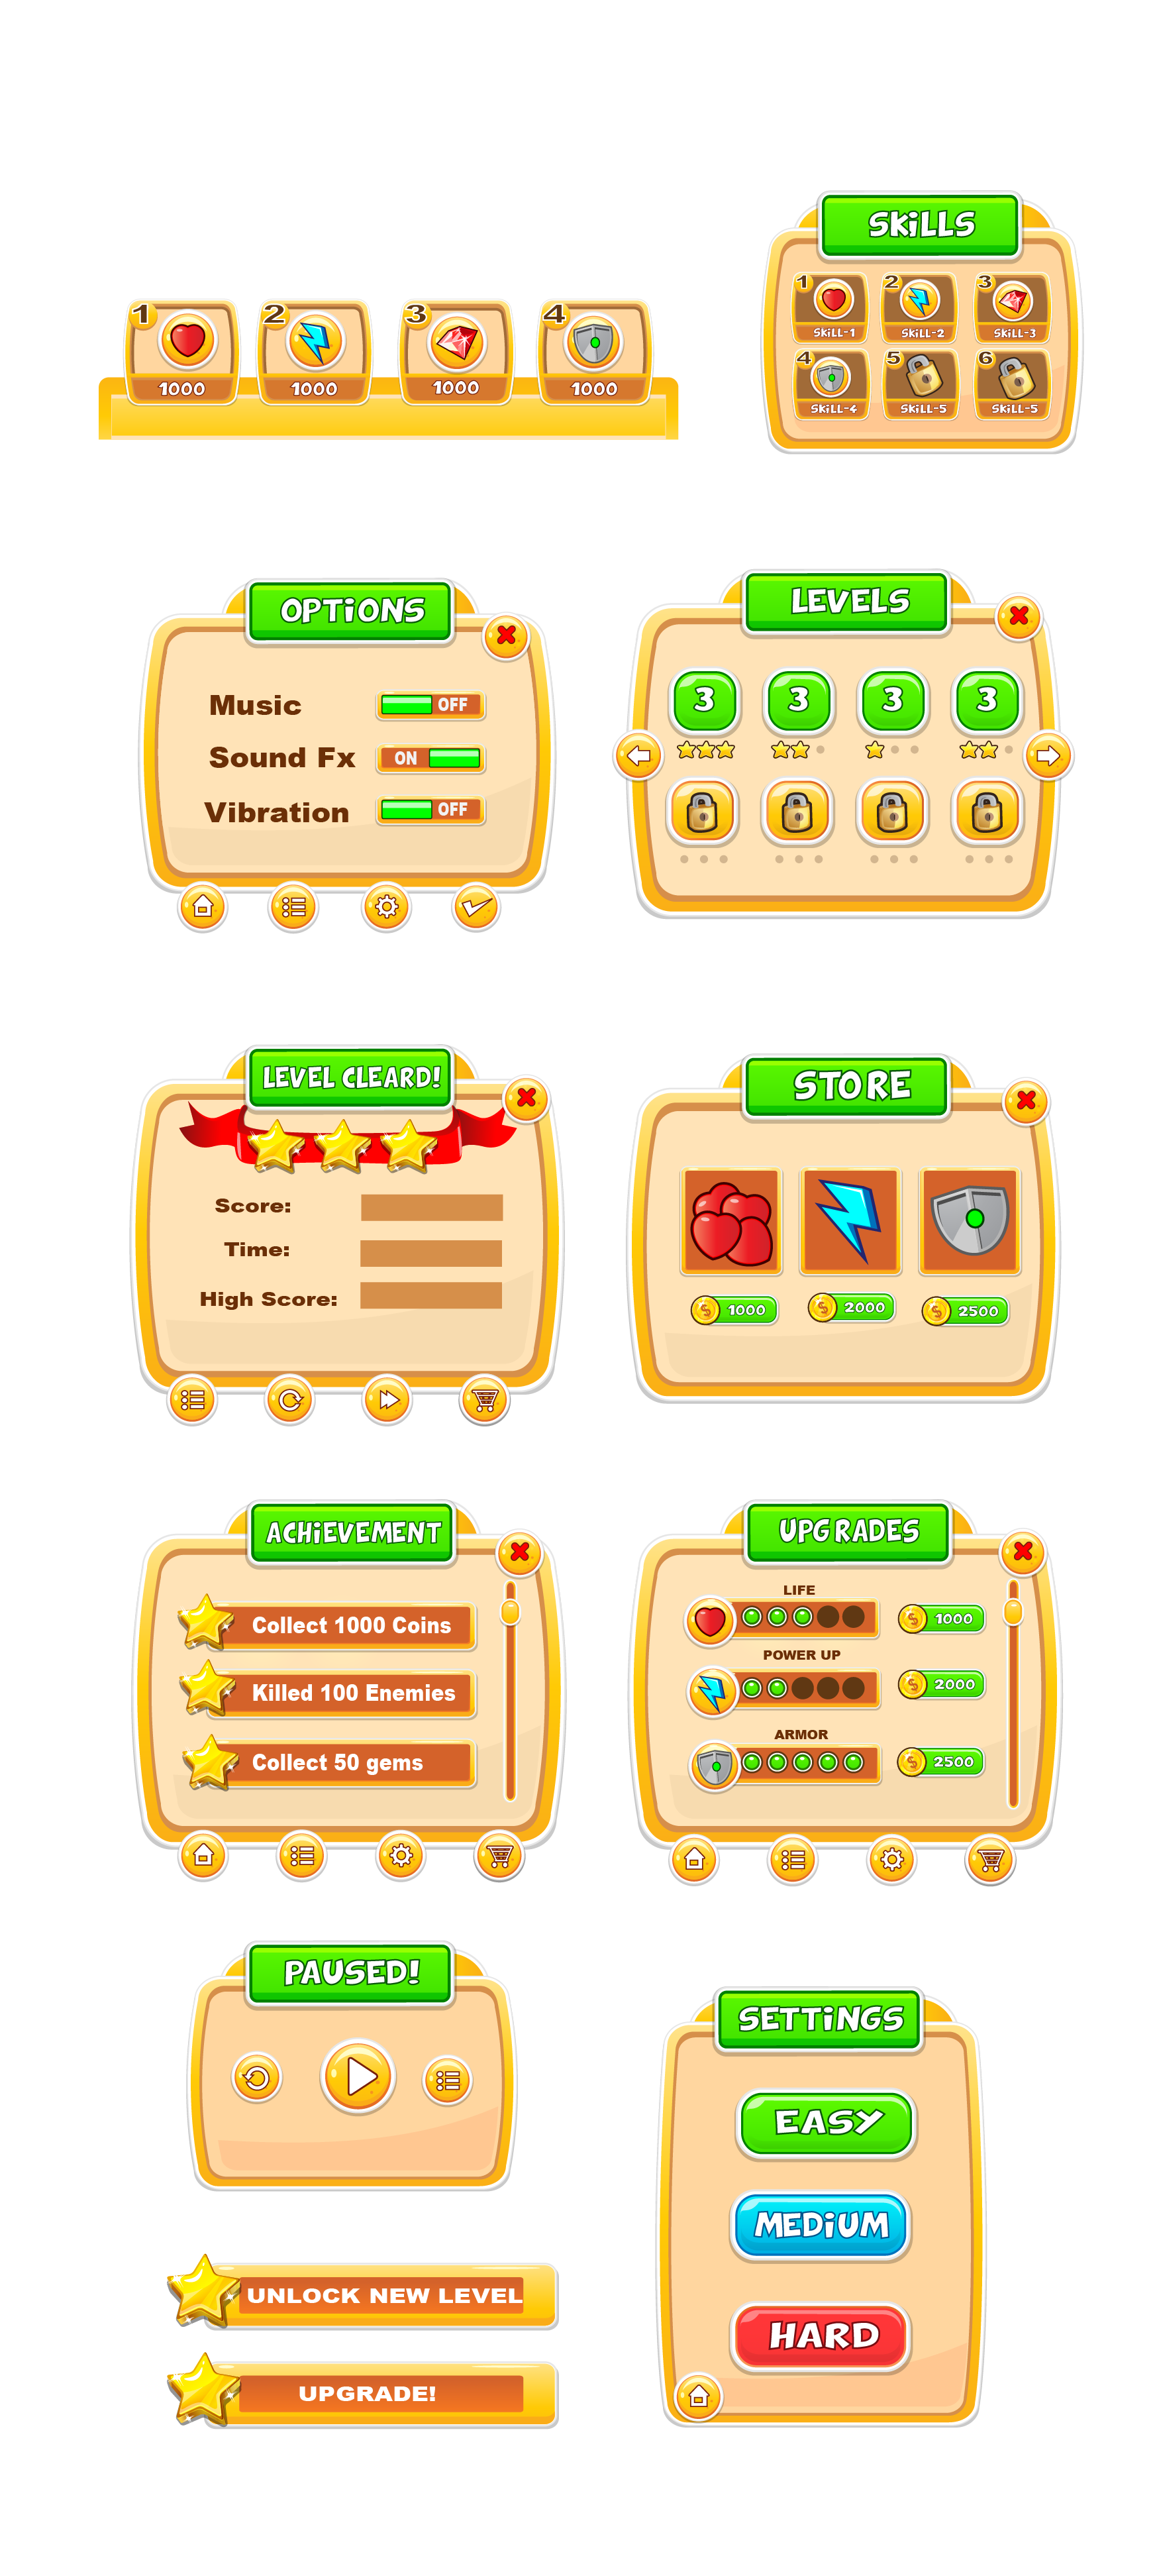 SKiLLS
1 2 3 4
1000 1000 1000 1000
1 2 3
SKiLL-1 SKiLL-2 SKiLL-3
4 5 6
SKiLL-4 SKiLL-5 SKiLL-5
OPTiONS
Music OFF
Sound Fx ON
Vibration OFF
LEVELS
3 3 3 3
LEVEL CLEARD!
Score:
Time:
High Score:
STORE
$ 1000 $ 2000 $ 2500
ACHiEVEMENT
Collect 1000 Coins
Killed 100 Enemies
Collect 50 gems
UPGRADES
LIFE
$ 1000
POWER UP
$ 2000
ARMOR
$ 2500
PAUSED!
SETTiNGS
EASY
MEDiUM
HARD
UNLOCK NEW LEVEL
UPGRADE!